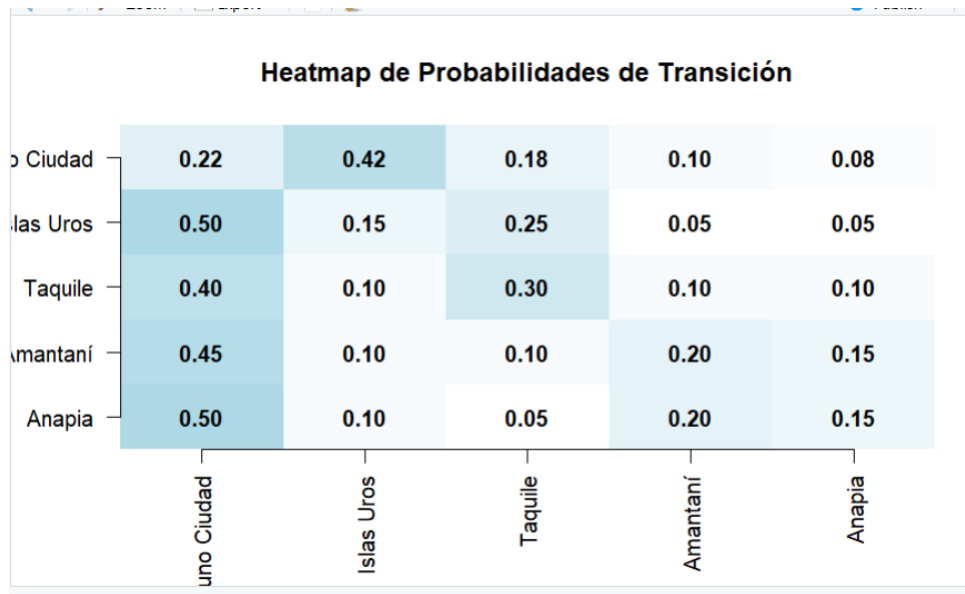 Heatmap de Probabilidades de Transición
o Ciudad 0.22 0.42 0.18 0.10 0.08
slas Uros 0.50 0.15 0.25 0.05 0.05
Taquile 0.40 0.10 0.30 0.10 0.10
Amantaní 0.45 0.10 0.10 0.20 0.15
Anapia 0.50 0.10 0.05 0.20 0.15
uno Ciudad
Islas Uros
Taquile
Amantaní
Anapia